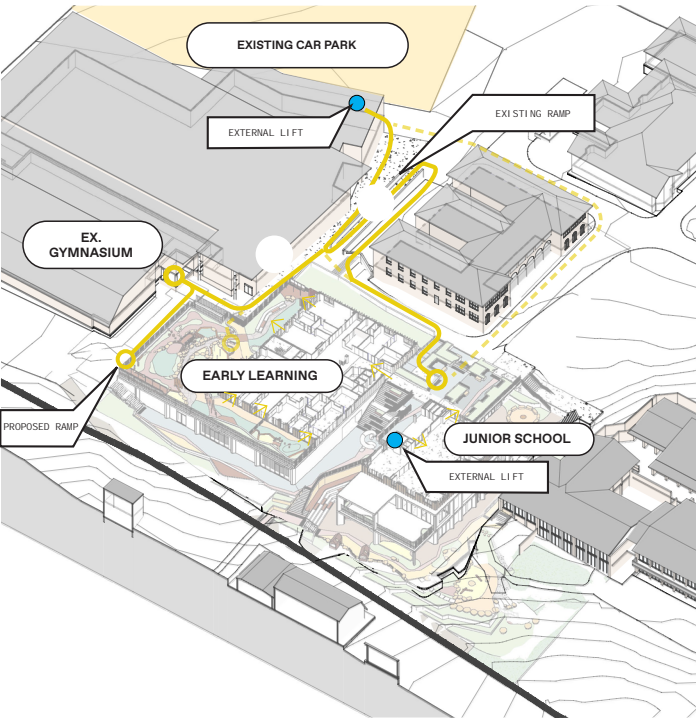 EXISTING CAR PARK
EXISTING RAMP
EXTERNAL LIFT
EX.
GYMNASIUM
EARLY LEARNING
PROPOSED RAMP
JUNIOR SCHOOL
EXTERNAL LIFT